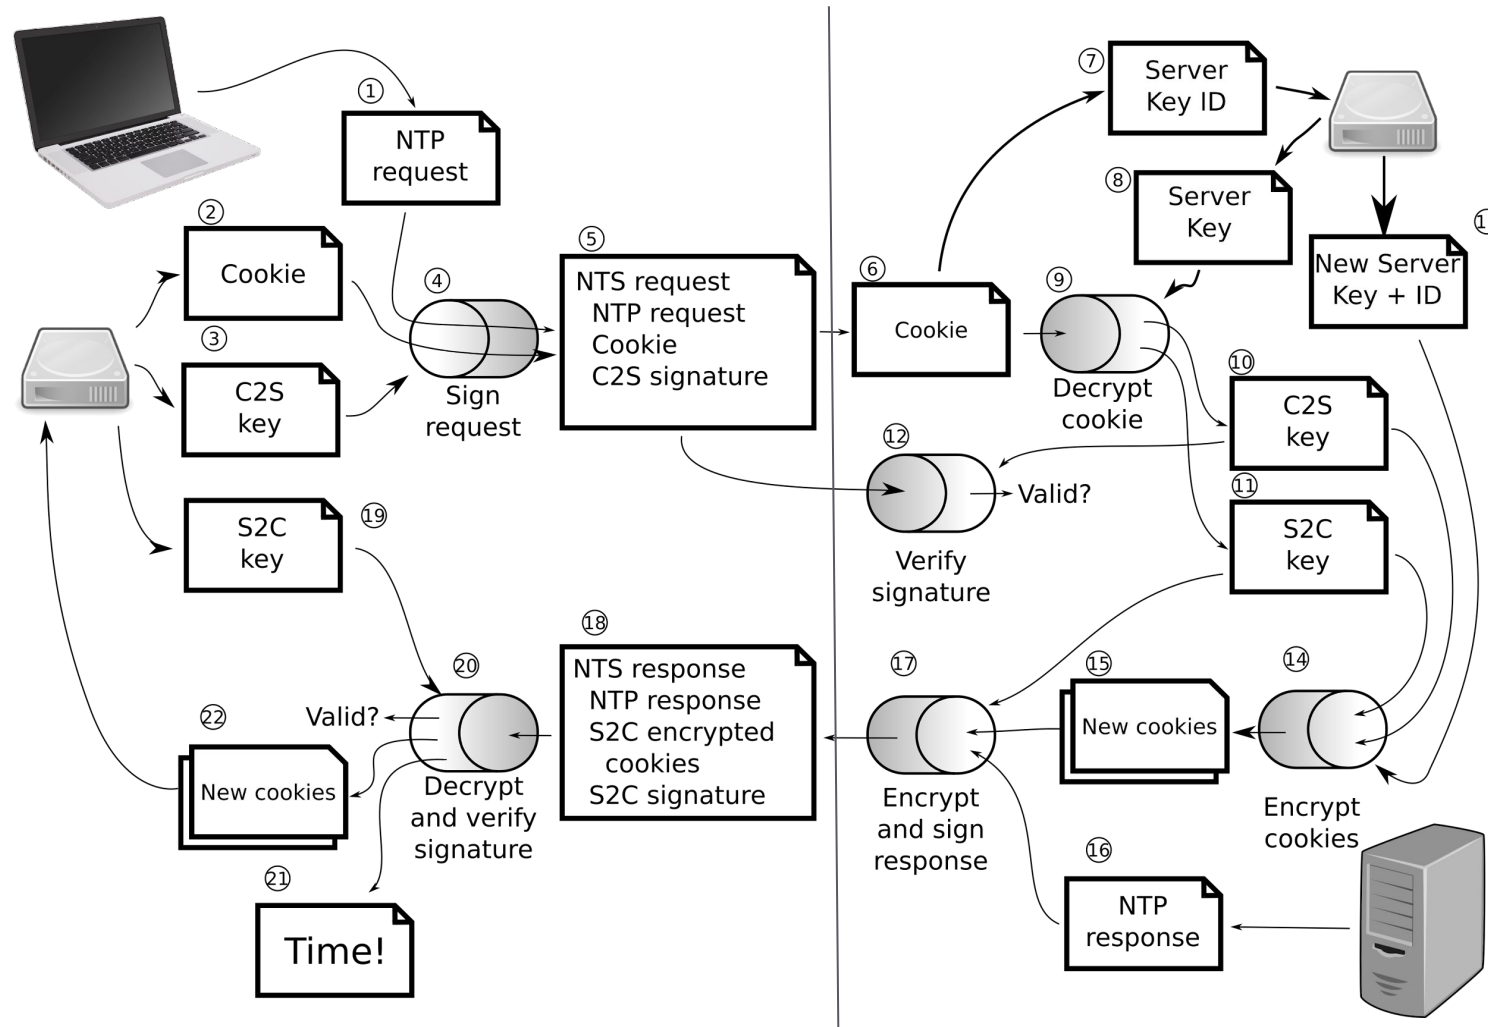 ①
NTP
request
②
Cookie
③
C2S
key
④
Sign
request
⑤
NTS request
NTP request
Cookie
C2S signature
⑥
Cookie
⑦
Server
Key ID
⑧
Server
Key
New Server
Key + ID
⑨
Decrypt
cookie
⑩
C2S
key
⑪
S2C
key
⑫
Valid?
Verify
signature
⑭
Encrypt
cookies
⑮
New cookies
⑯
NTP
response
⑰
Encrypt
and sign
response
⑱
NTS response
NTP response
S2C encrypted
cookies
S2C signature
S2C
key
⑲
⑳
Valid?
Decrypt
and verify
signature
㉑
Time!
㉒
New cookies